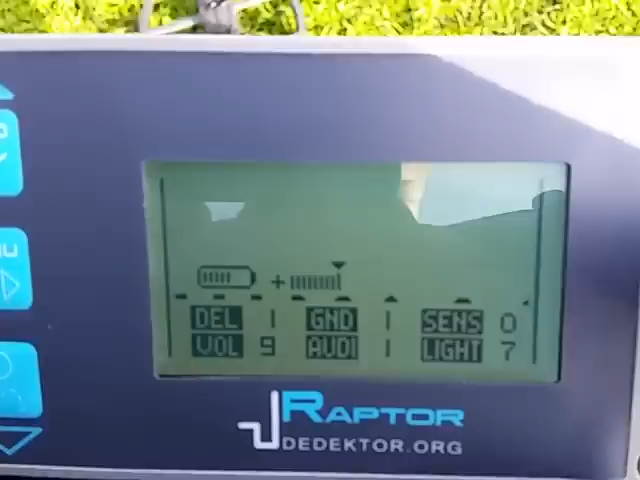 DEL 1 GND 1 SENS 0
VOL 9 AUDI 1 LIGHT 7
RAPTOR
DEDEKTOR.ORG